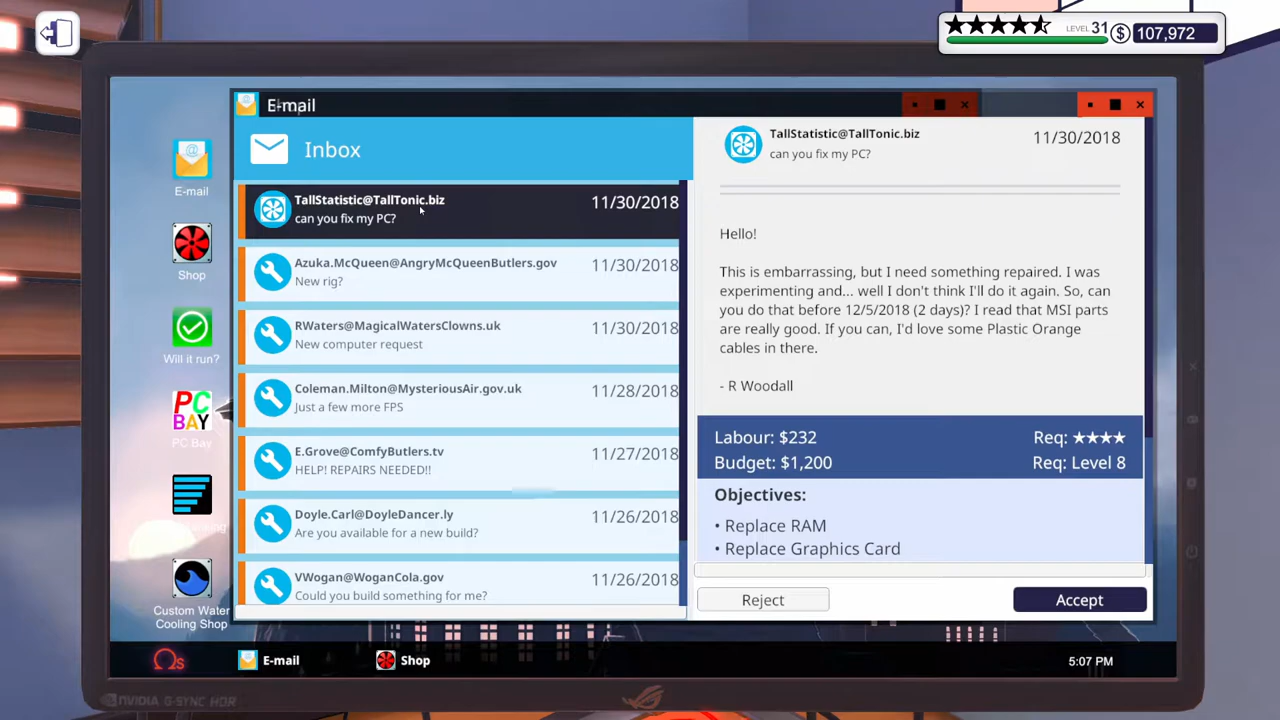 LEVEL 31 $ 107,972
E-mail
Inbox
TallStatistic@TallTonic.biz 11/30/2018
can you fix my PC?
Azuka.McQueen@AngryMcQueenButlers.gov 11/30/2018
New rig?
RWaters@MagicalWatersClowns.uk 11/30/2018
New computer request
Coleman.Milton@MysteriousAir.gov.uk 11/28/2018
Just a few more FPS
E.Grove@ComfyButlers.tv 11/27/2018
HELP! REPAIRS NEEDED!!
Doyle.Carl@DoyleDancer.ly 11/26/2018
Are you available for a new build?
VWogan@WoganCola.gov 11/26/2018
Could you build something for me?
TallStatistic@TallTonic.biz 11/30/2018
can you fix my PC?
Hello!
This is embarrassing, but I need something repaired. I was
experimenting and... well I don't think I'll do it again. So, can
you do that before 12/5/2018 (2 days)? I read that MSI parts
are really good. If you can, I'd love some Plastic Orange
cables in there.
- R Woodall
Labour: $232 Req: ★★★★
Budget: $1,200 Req: Level 8
Objectives:
• Replace RAM
• Replace Graphics Card
Reject Accept
E-mail
Shop
Will it run?
PC
BAY
PC Bay
Custom Water
Cooling Shop
Ωs E-mail Shop 5:07 PM
NVIDIA G-SYNC HDR